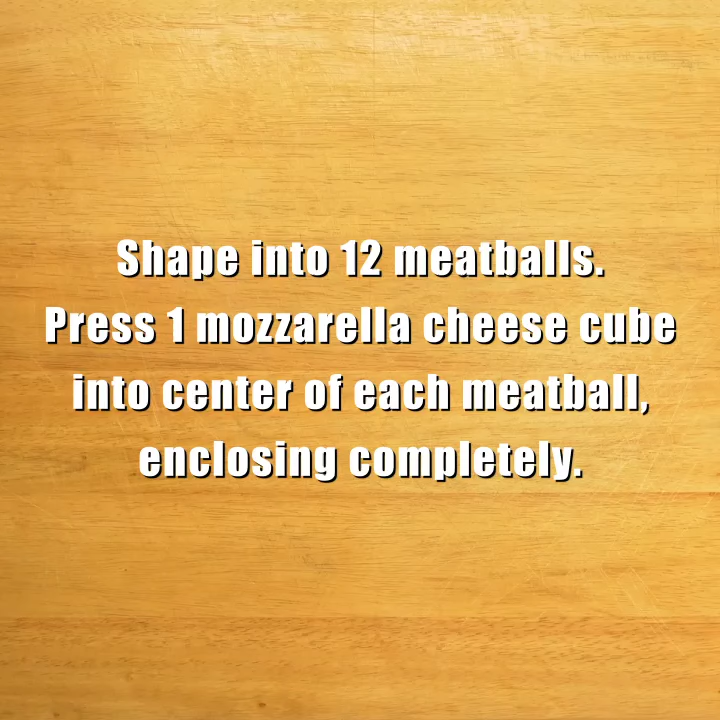 Shape into 12 meatballs.
Press 1 mozzarella cheese cube
into center of each meatball,
enclosing completely.